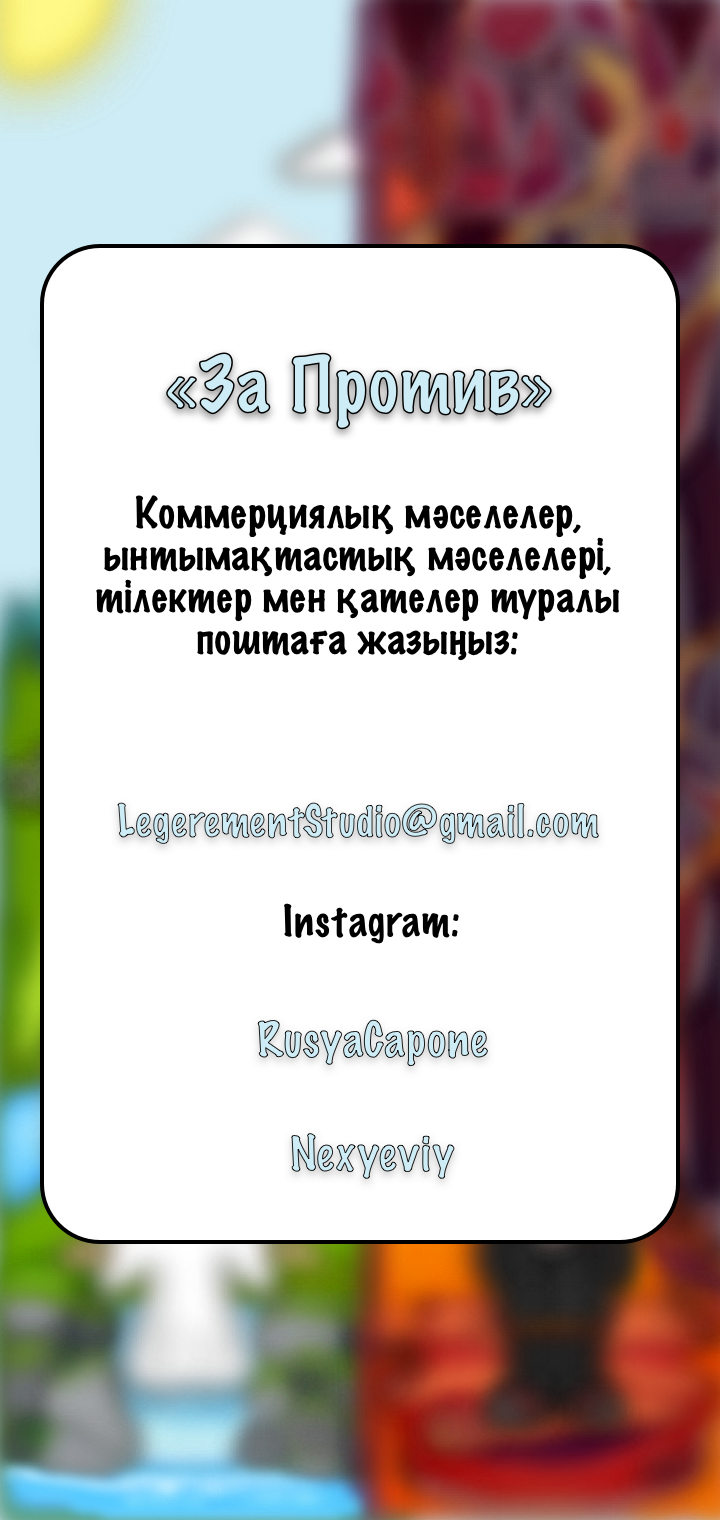 «За Против»
Коммерциялық мәселелер,
ынтымақтастық мәселелері,
тілектер мен қателер туралы
поштаға жазыңыз:
LegerementStudio@gmail.com
Instagram:
RusyaCapone
Nexyeviy